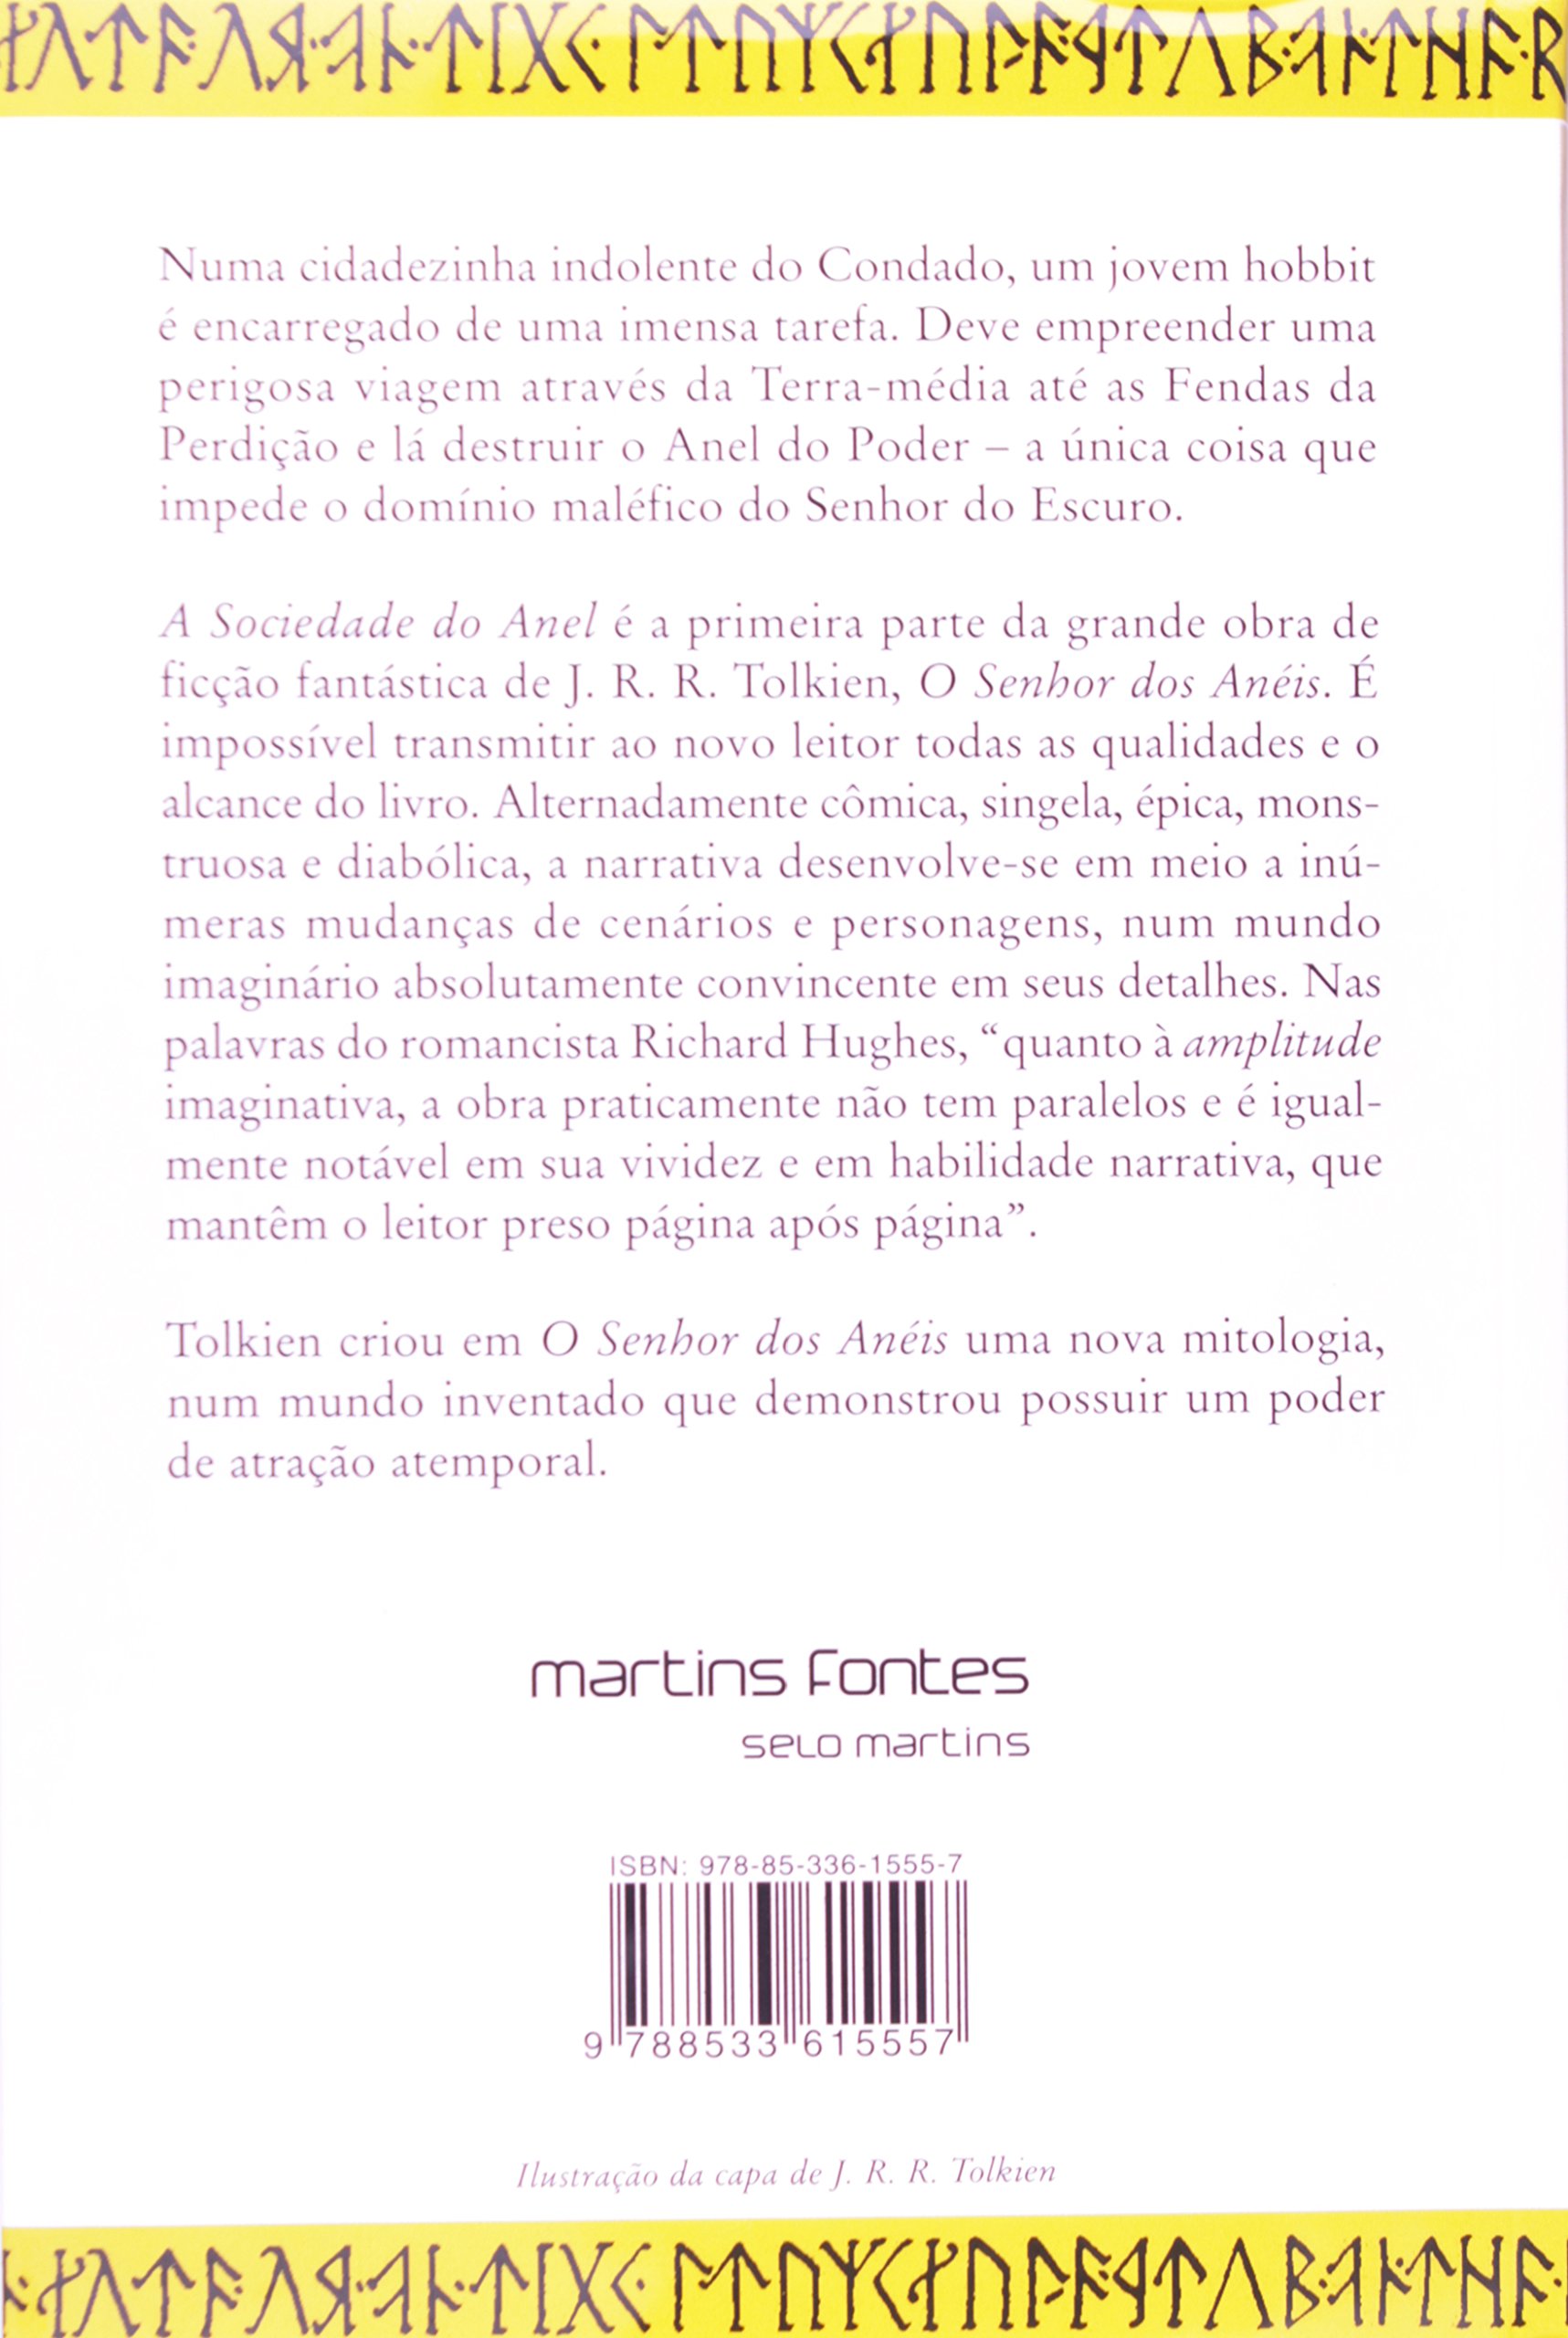 Numa cidadezinha indolente do Condado, um jovem hobbit
é encarregado de uma imensa tarefa. Deve empreender uma
perigosa viagem através da Terra-média até as Fendas da
Perdição e lá destruir o Anel do Poder – a única coisa que
impede o domínio maléfico do Senhor do Escuro.
A Sociedade do Anel é a primeira parte da grande obra de
ficção fantástica de J. R. R. Tolkien, O Senhor dos Anéis. É
impossível transmitir ao novo leitor todas as qualidades e o
alcance do livro. Alternadamente cômica, singela, épica, mons-
truosa e diabólica, a narrativa desenvolve-se em meio a inú-
meras mudanças de cenários e personagens, num mundo
imaginário absolutamente convincente em seus detalhes. Nas
palavras do romancista Richard Hughes, “quanto à amplitude
imaginativa, a obra praticamente não tem paralelos e é igual-
mente notável em sua vividez e em habilidade narrativa, que
mantêm o leitor preso página após página”.
Tolkien criou em O Senhor dos Anéis uma nova mitologia,
num mundo inventado que demonstrou possuir um poder
de atração atemporal.
martins fontes
selo martins
ISBN: 978-85-336-1555-7
9 788533 615557
Ilustração da capa de J. R. R. Tolkien